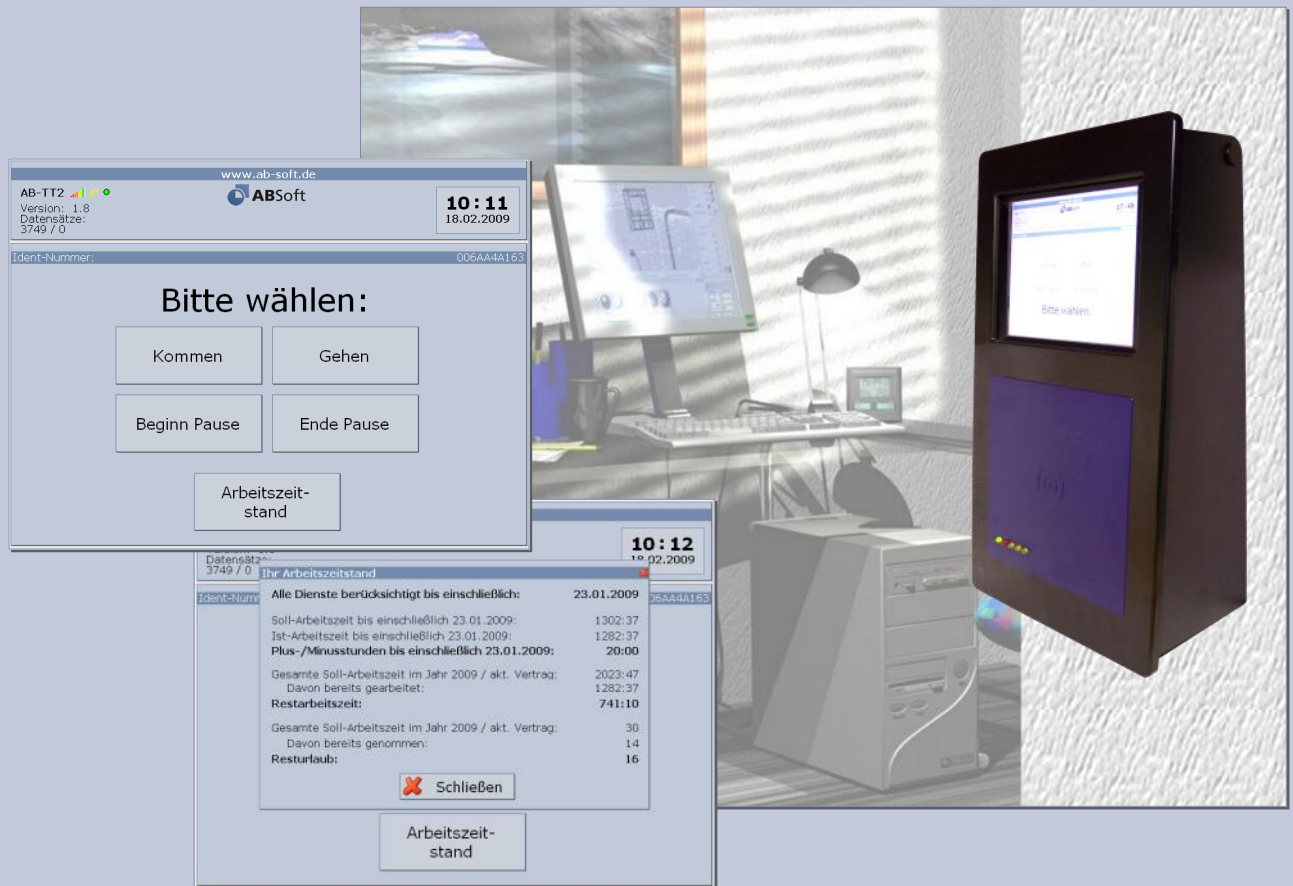 www.ab-soft.de
AB-TT2
ABSoft
Version: 1.8
Datensätze:
3749 / 0
10:11
18.02.2009
Ident-Nummer: 006AA4A163
Bitte wählen:
Kommen Gehen
Beginn Pause Ende Pause
Arbeitszeit-
stand
Datensätze:
3749 / 0
10:12
18.02.2009
Ihr Arbeitszeitstand
Alle Dienste berücksichtigt bis einschließlich: 23.01.2009
Soll-Arbeitszeit bis einschließlich 23.01.2009: 1302:37
Ist-Arbeitszeit bis einschließlich 23.01.2009: 1282:37
Plus-/Minusstunden bis einschließlich 23.01.2009: 20:00
Gesamte Soll-Arbeitszeit im Jahr 2009 / akt. Vertrag: 2023:47
Davon bereits gearbeitet: 1282:37
Restarbeitszeit: 741:10
Gesamte Soll-Arbeitszeit im Jahr 2009 / akt. Vertrag: 30
Davon bereits genommen: 14
Resturlaub: 16
Schließen
Arbeitszeit-
stand
Bitte wählen.